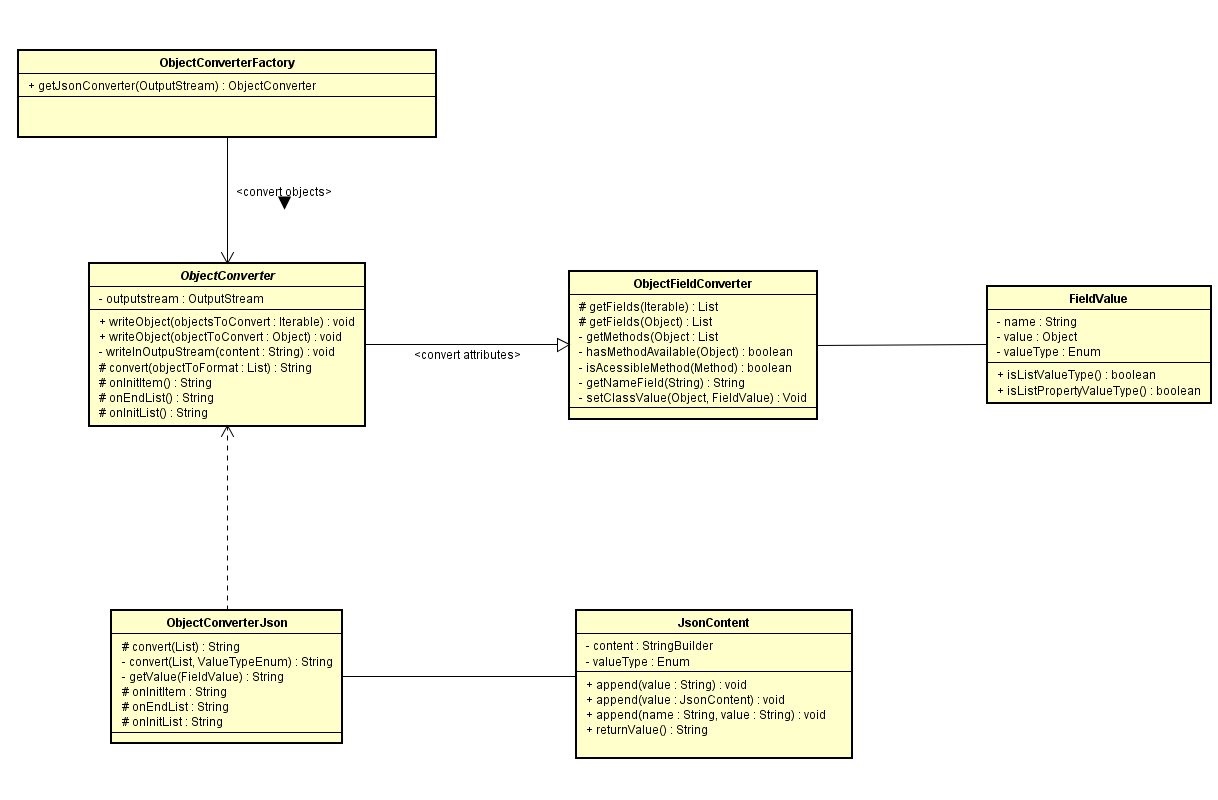 ObjectConverterFactory
+ getJsonConverter(OutputStream) : ObjectConverter
<convert objects>
ObjectConverter
- outputstream : OutputStream
+ writeObject(objectsToConvert : Iterable) : void
+ writeObject(objectToConvert : Object) : void
- writeInOutpuStream(content : String) : void
# convert(objectToFormat : List) : String
# onInitItem() : String
# onEndList() : String
# onInitList() : String
<convert attributes>
ObjectFieldConverter
# getFields(Iterable) : List
# getFields(Object) : List
- getMethods(Object : List
- hasMethodAvailable(Object) : boolean
- isAcessibleMethod(Method) : boolean
- getNameField(String) : String
- setClassValue(Object, FieldValue) : Void
FieldValue
- name : String
- value : Object
- valueType : Enum
+ isListValueType() : boolean
+ isListPropertyValueType() : boolean
ObjectConverterJson
# convert(List) : String
- convert(List, ValueTypeEnum) : String
- getValue(FieldValue) : String
# onInitItem : String
# onEndList : String
# onInitList : String
JsonContent
- content : StringBuilder
- valueType : Enum
+ append(value : String) : void
+ append(value : JsonContent) : void
+ append(name : String, value : String) : void
+ returnValue() : String